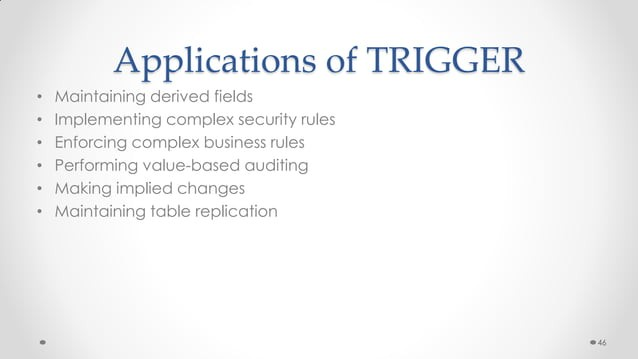 Applications of TRIGGER
• Maintaining derived fields
• Implementing complex security rules
• Enforcing complex business rules
• Performing value-based auditing
• Making implied changes
• Maintaining table replication
46